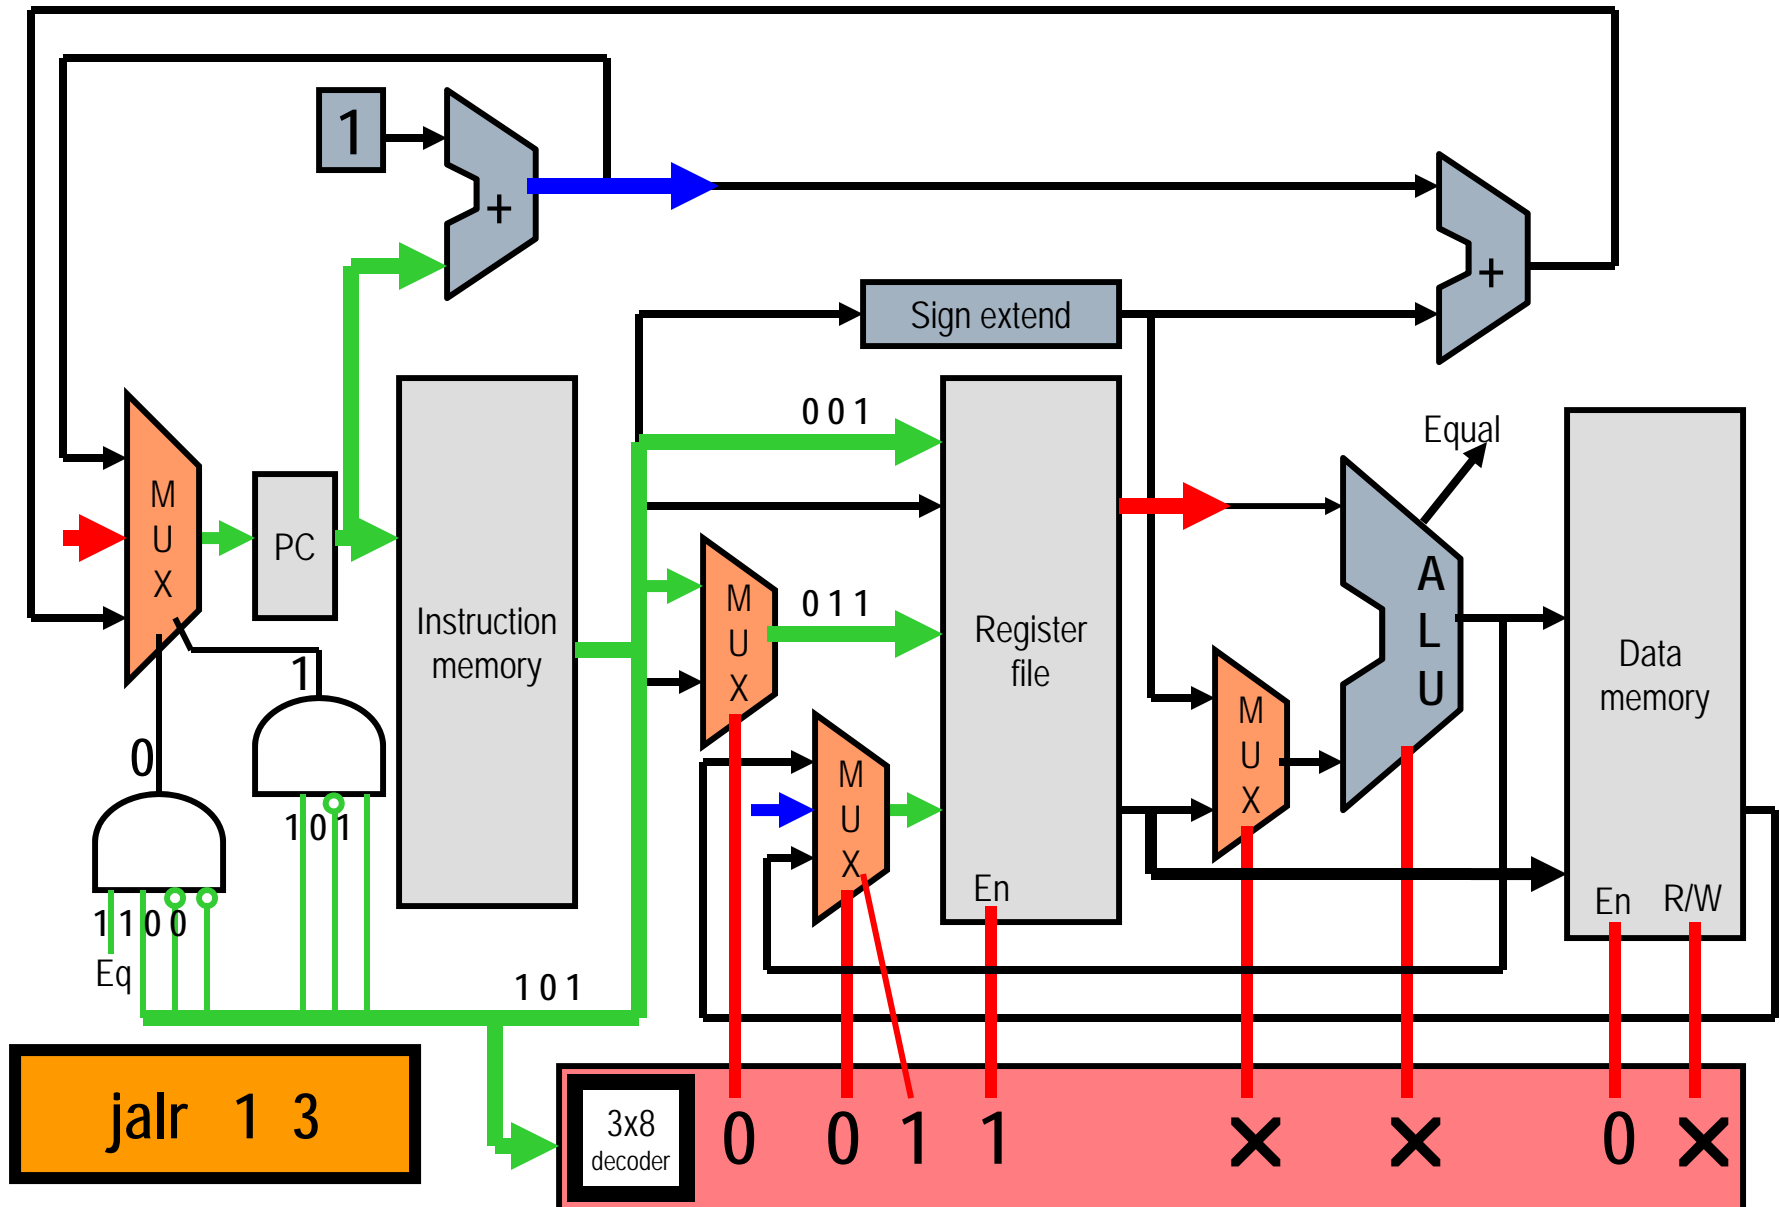 1
+
+
Sign extend
0 0 1
Equal
M
U
X
PC
Instruction
memory
M
U
X
0 1 1
Register
file
A
L
U
Data
memory
1
M
U
X
M
U
X
0
1 0 1
En
En R/W
1 1 0 0
Eq
1 0 1
jalr 1 3
3x8
decoder
0 0 1 1 X X 0 X